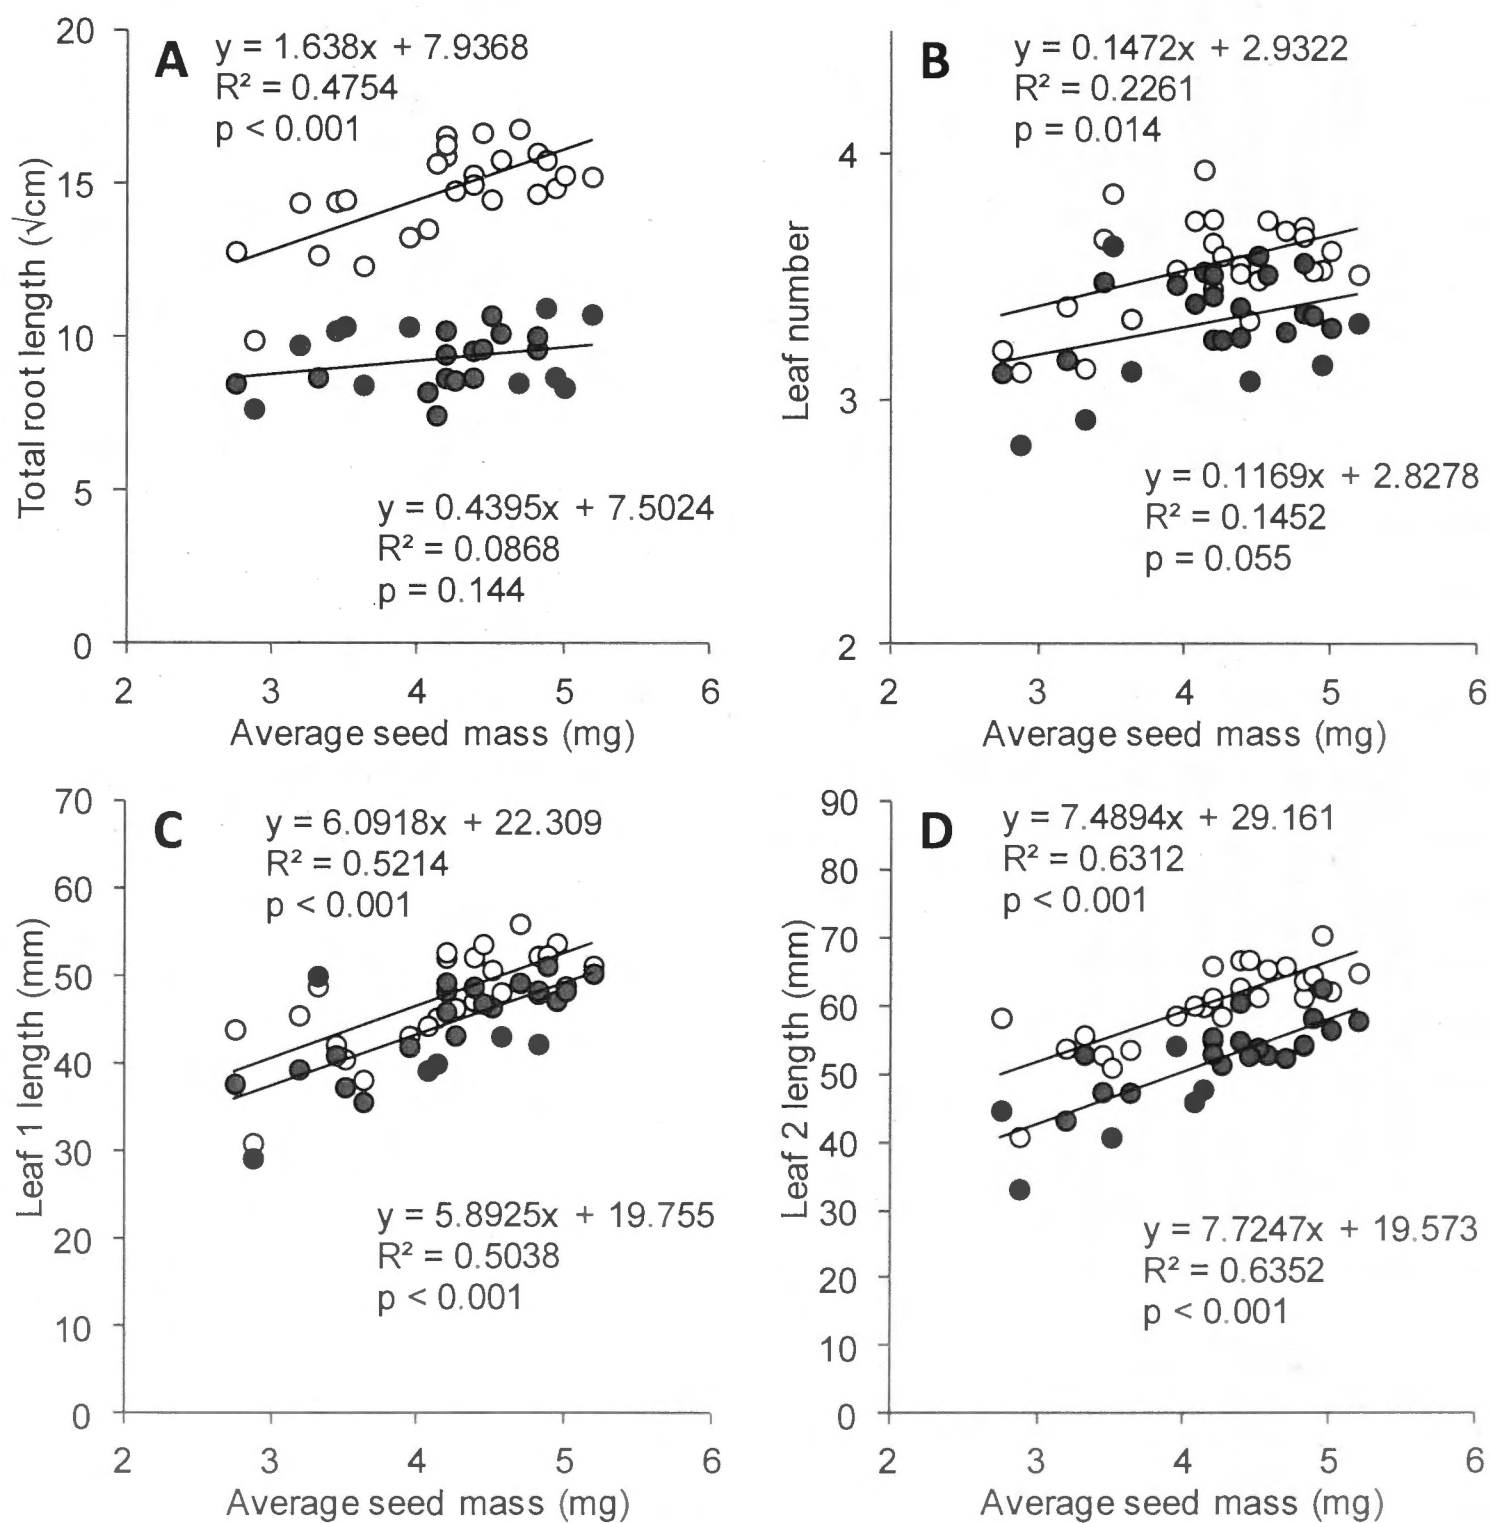 A
y = 1.638x + 7.9368
R² = 0.4754
p < 0.001
20
15
10
5
0
Total root length (√cm)
y = 0.4395x + 7.5024
R² = 0.0868
p = 0.144
2 3 4 5 6
Average seed mass (mg)
B
y = 0.1472x + 2.9322
R² = 0.2261
p = 0.014
4
3
2
Leaf number
y = 0.1169x + 2.8278
R² = 0.1452
p = 0.055
2 3 4 5 6
Average seed mass (mg)
C
y = 6.0918x + 22.309
R² = 0.5214
p < 0.001
70
60
50
40
30
20
10
0
Leaf 1 length (mm)
y = 5.8925x + 19.755
R² = 0.5038
p < 0.001
2 3 4 5 6
Average seed mass (mg)
D
y = 7.4894x + 29.161
R² = 0.6312
p < 0.001
90
80
70
60
50
40
30
20
10
0
Leaf 2 length (mm)
y = 7.7247x + 19.573
R² = 0.6352
p < 0.001
2 3 4 5 6
Average seed mass (mg)